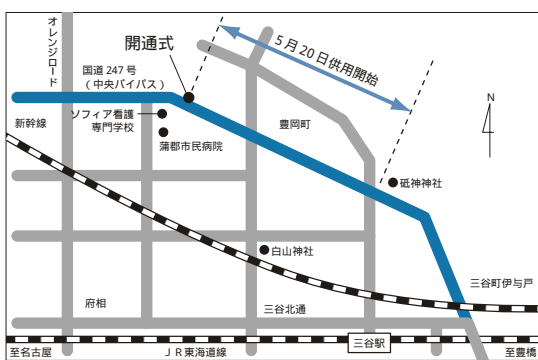 オレンジロード
開通式
5月20日供用開始
国道247号
(中央バイパス)
新幹線
ソフィア看護
専門学校
蒲郡市民病院
豊岡町
N
砥神神社
白山神社
三谷町伊与戸
府相
三谷北通
三谷駅
至名古屋
JR東海道線
至豊橋